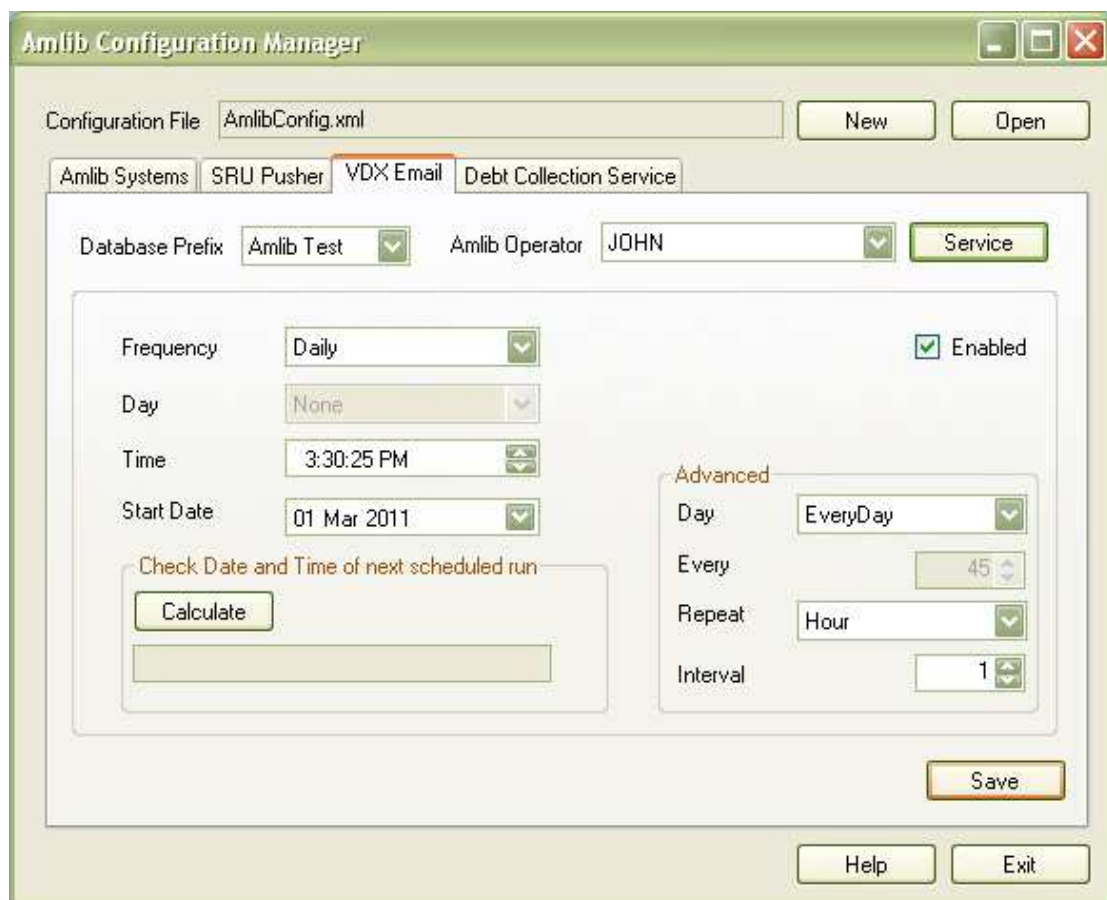 Amlib Configuration Manager
Configuration File AmlibConfig.xml New Open
Amlib Systems SRU Pusher VDX Email Debt Collection Service
Database Prefix Amlib Test Amlib Operator JOHN Service
Frequency Daily Enabled
Day None
Time 3:30:25 PM
Advanced
Start Date 01 Mar 2011 Day EveryDay
Check Date and Time of next scheduled run Every 45
Calculate Repeat Hour
Interval 1
Save
Help Exit